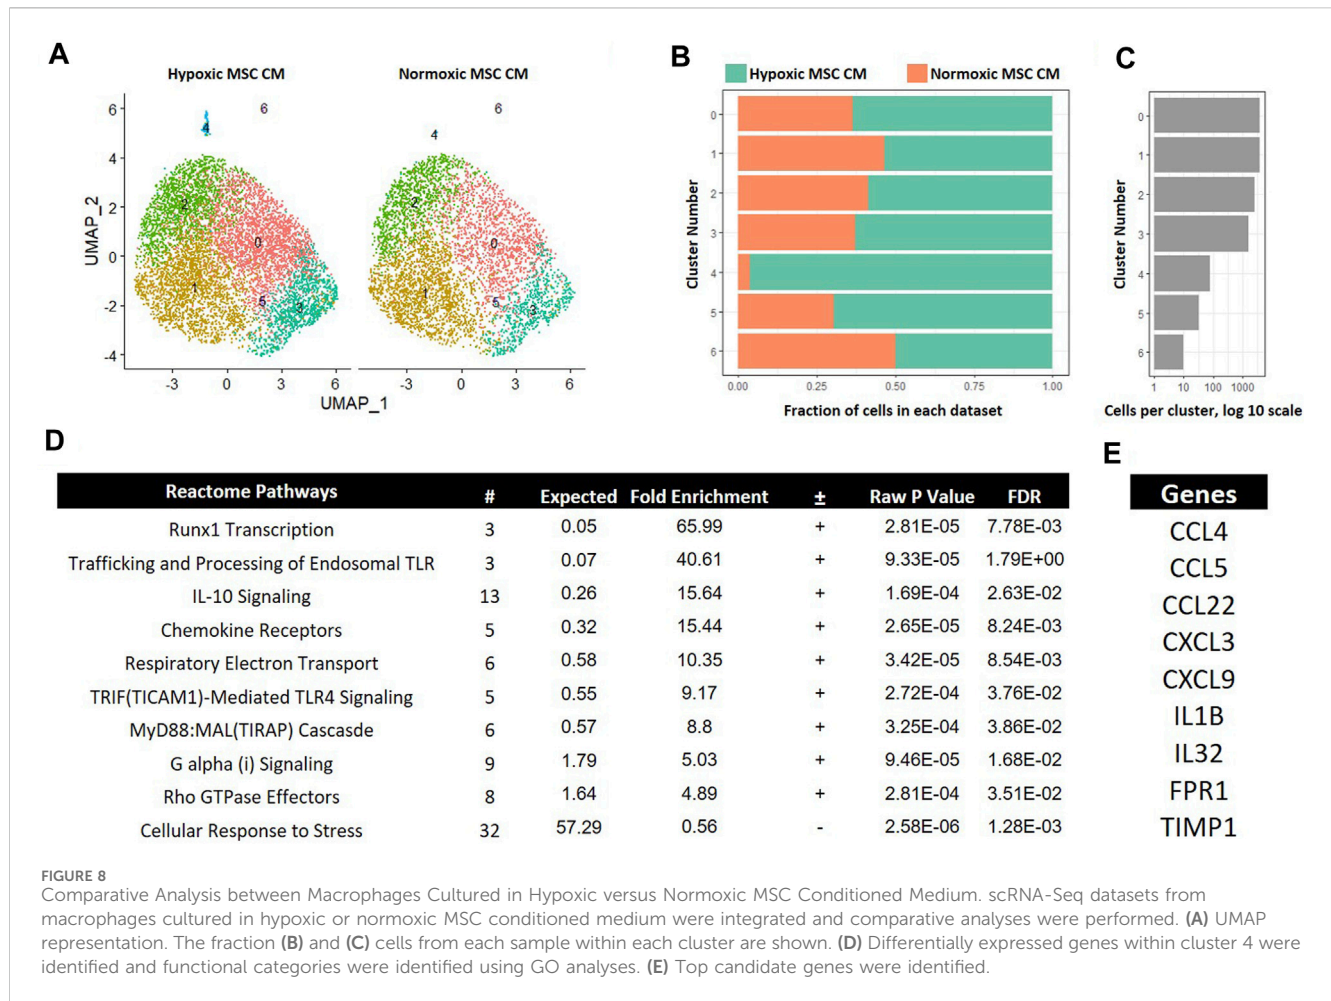 A
Hypoxic MSC CM
Normoxic MSC CM
UMAP_2
6
4
2
0
-2
-4
6
4
2
0
1
5
3
6
4
2
0
1
5
3
-3
0
3
6
-3
0
3
6
UMAP_1
B
Hypoxic MSC CM
Normoxic MSC CM
Cluster Number
0
1
2
3
4
5
6
0.00
0.25
0.50
0.75
1.00
Fraction of cells in each dataset
C
Cluster Number
0
1
2
3
4
5
6
1
10
100
1000
Cells per cluster, log 10 scale
D
Reactome Pathways # Expected Fold Enrichment ± Raw P Value FDR
Runx1 Transcription 3 0.05 65.99 + 2.81E-05 7.78E-03
Trafficking and Processing of Endosomal TLR 3 0.07 40.61 + 9.33E-05 1.79E+00
IL-10 Signaling 13 0.26 15.64 + 1.69E-04 2.63E-02
Chemokine Receptors 5 0.32 15.44 + 2.65E-05 8.24E-03
Respiratory Electron Transport 6 0.58 10.35 + 3.42E-05 8.54E-03
TRIF(TICAM1)-Mediated TLR4 Signaling 5 0.55 9.17 + 2.72E-04 3.76E-02
MyD88:MAL(TIRAP) Cascasde 6 0.57 8.8 + 3.25E-04 3.86E-02
G alpha (i) Signaling 9 1.79 5.03 + 9.46E-05 1.68E-02
Rho GTPase Effectors 8 1.64 4.89 + 2.81E-04 3.51E-02
Cellular Response to Stress 32 57.29 0.56 - 2.58E-06 1.28E-03
E
Genes
CCL4
CCL5
CCL22
CXCL3
CXCL9
IL1B
IL32
FPR1
TIMP1
FIGURE 8
Comparative Analysis between Macrophages Cultured in Hypoxic versus Normoxic MSC Conditioned Medium. scRNA-Seq datasets from
macrophages cultured in hypoxic or normoxic MSC conditioned medium were integrated and comparative analyses were performed. (A) UMAP
representation. The fraction (B) and (C) cells from each sample within each cluster are shown. (D) Differentially expressed genes within cluster 4 were
identified and functional categories were identified using GO analyses. (E) Top candidate genes were identified.